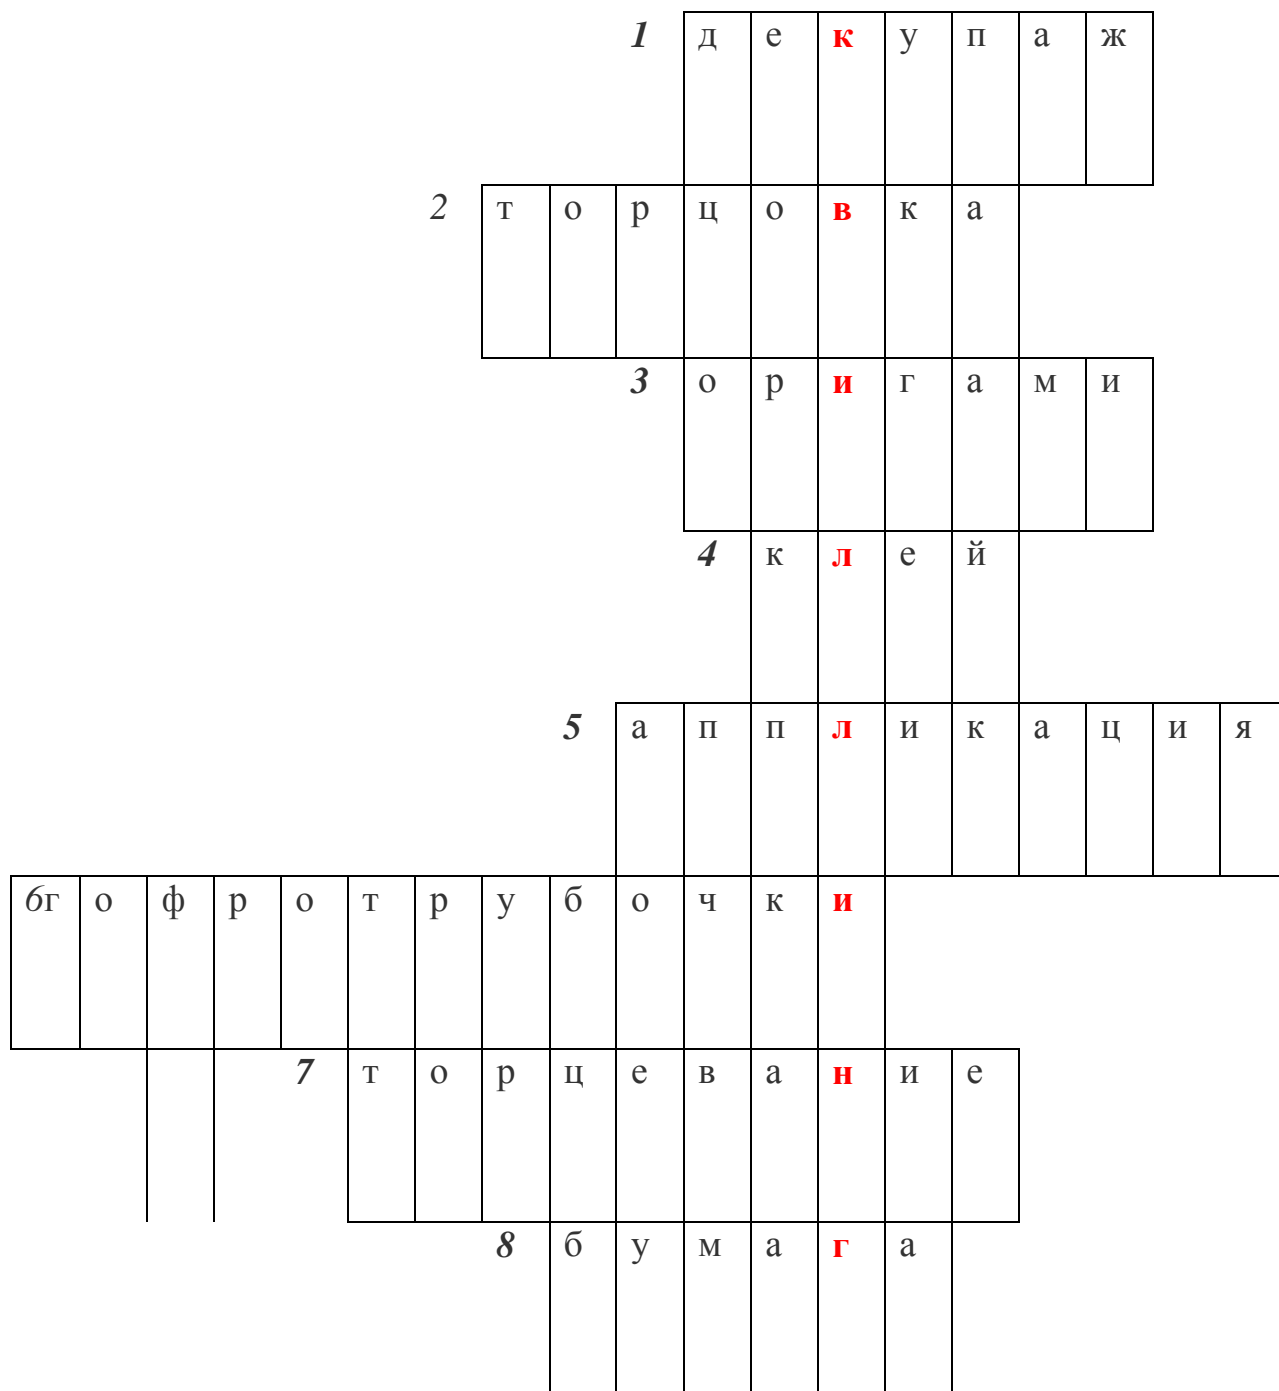 1 декупаж
2 торцовка
3 оригами
4 клей
5 аппликация
6гофротрубочки
7 торцевание
8 бумага